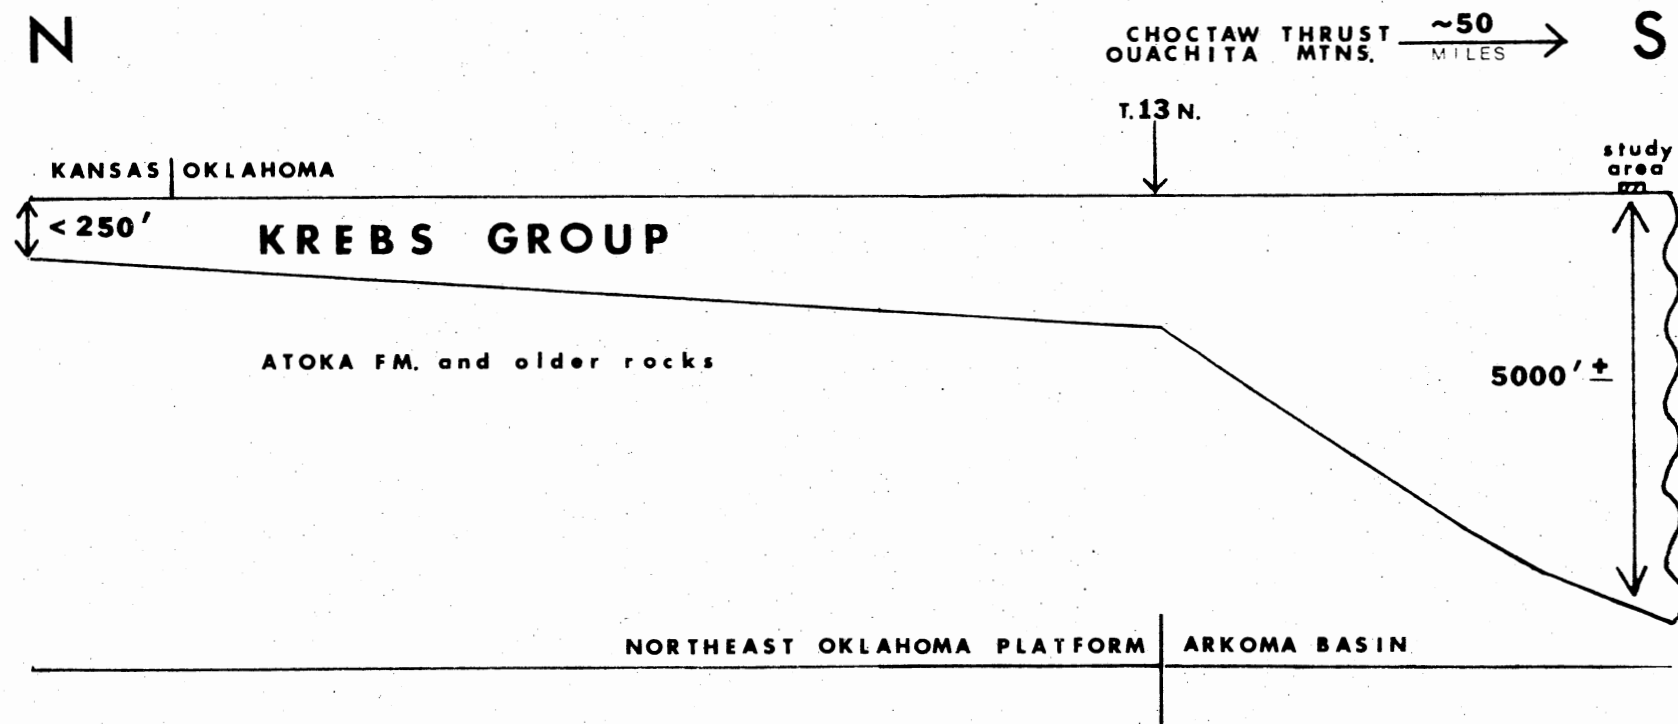 N
CHOCTAW THRUST
OUACHITA MTNS.
~50
MILES
S
T.13 N.
KANSAS OKLAHOMA
study
area
< 250'
KREBS GROUP
ATOKA FM. and older rocks
5000' ±
NORTHEAST OKLAHOMA PLATFORM
ARKOMA BASIN